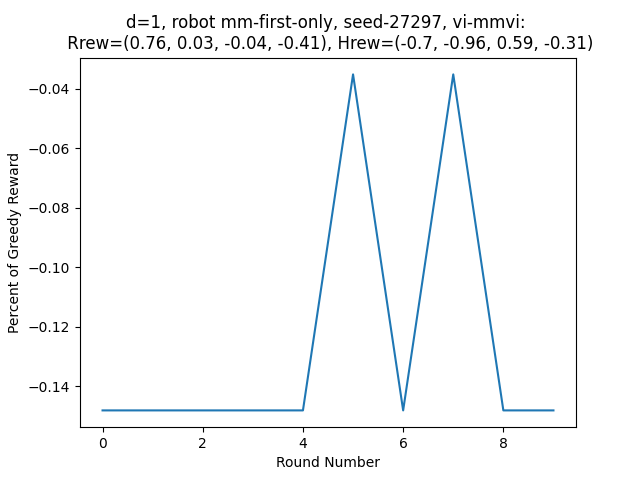 d=1, robot mm-first-only, seed-27297, vi-mmvi:
Rrew=(0.76, 0.03, -0.04, -0.41), Hrew=(-0.7, -0.96, 0.59, -0.31)
Percent of Greedy Reward
−0.04
−0.06
−0.08
−0.10
−0.12
−0.14
0 2 4 6 8
Round Number